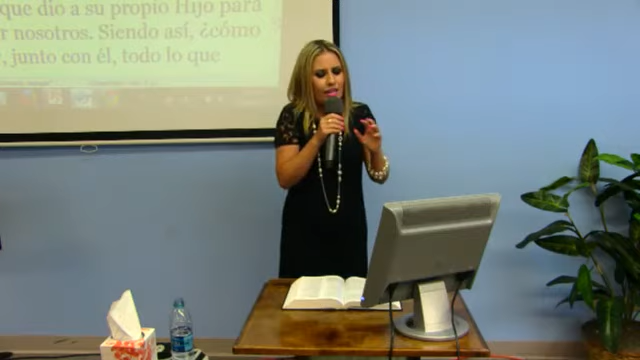 que dio a su propio Hijo para
r nosotros. Siendo así, ¿cómo
, junto con él, todo lo que